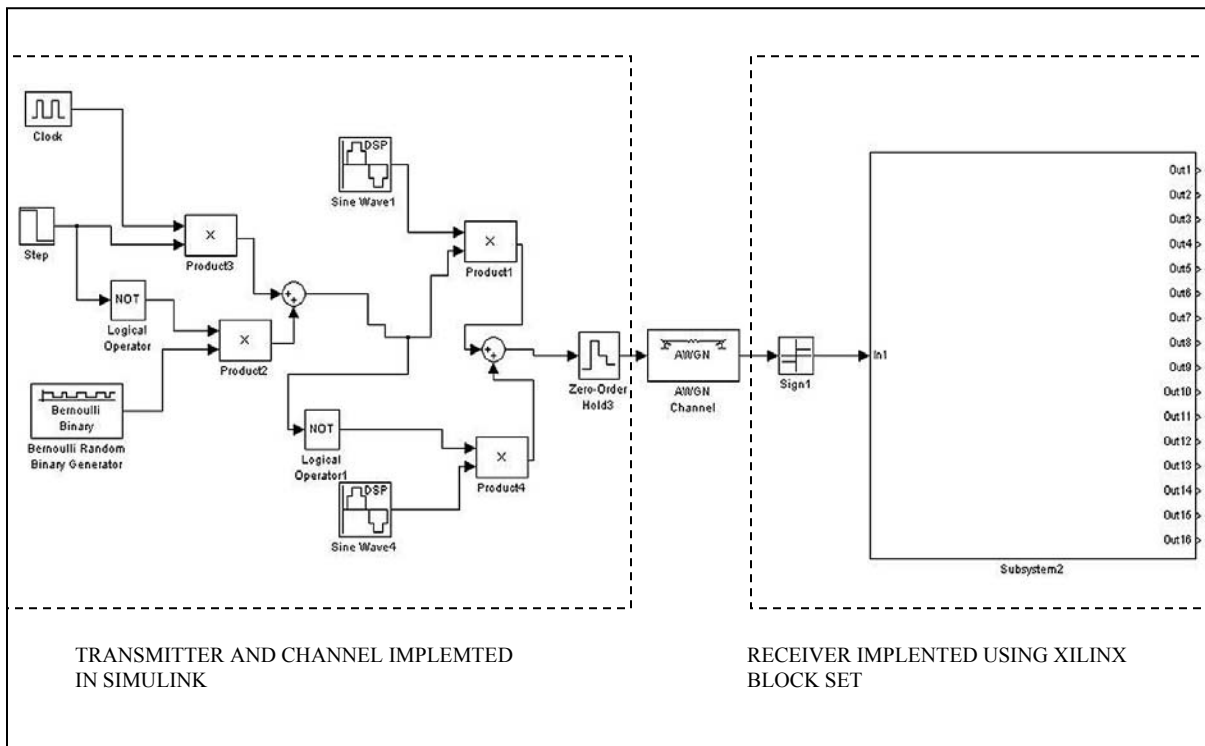 Clock
Step
X
Product3
NOT
Logical
Operator
X
Product2
Bernoulli
Binary
Bernoulli Random
Binary Generator
+
+
DSP
Sine Wave1
X
Product1
NOT
Logical
Operator1
X
Product4
DSP
Sine Wave4
+
+
Zero-Order
Hold3
AWGN
AWGN
Channel
Sign1
In1
Out1
Out2
Out3
Out4
Out5
Out6
Out7
Out8
Out9
Out10
Out11
Out12
Out13
Out14
Out15
Out16
Subsystem2
TRANSMITTER AND CHANNEL IMPLEMTED
IN SIMULINK
RECEIVER IMPLENTED USING XILINX
BLOCK SET